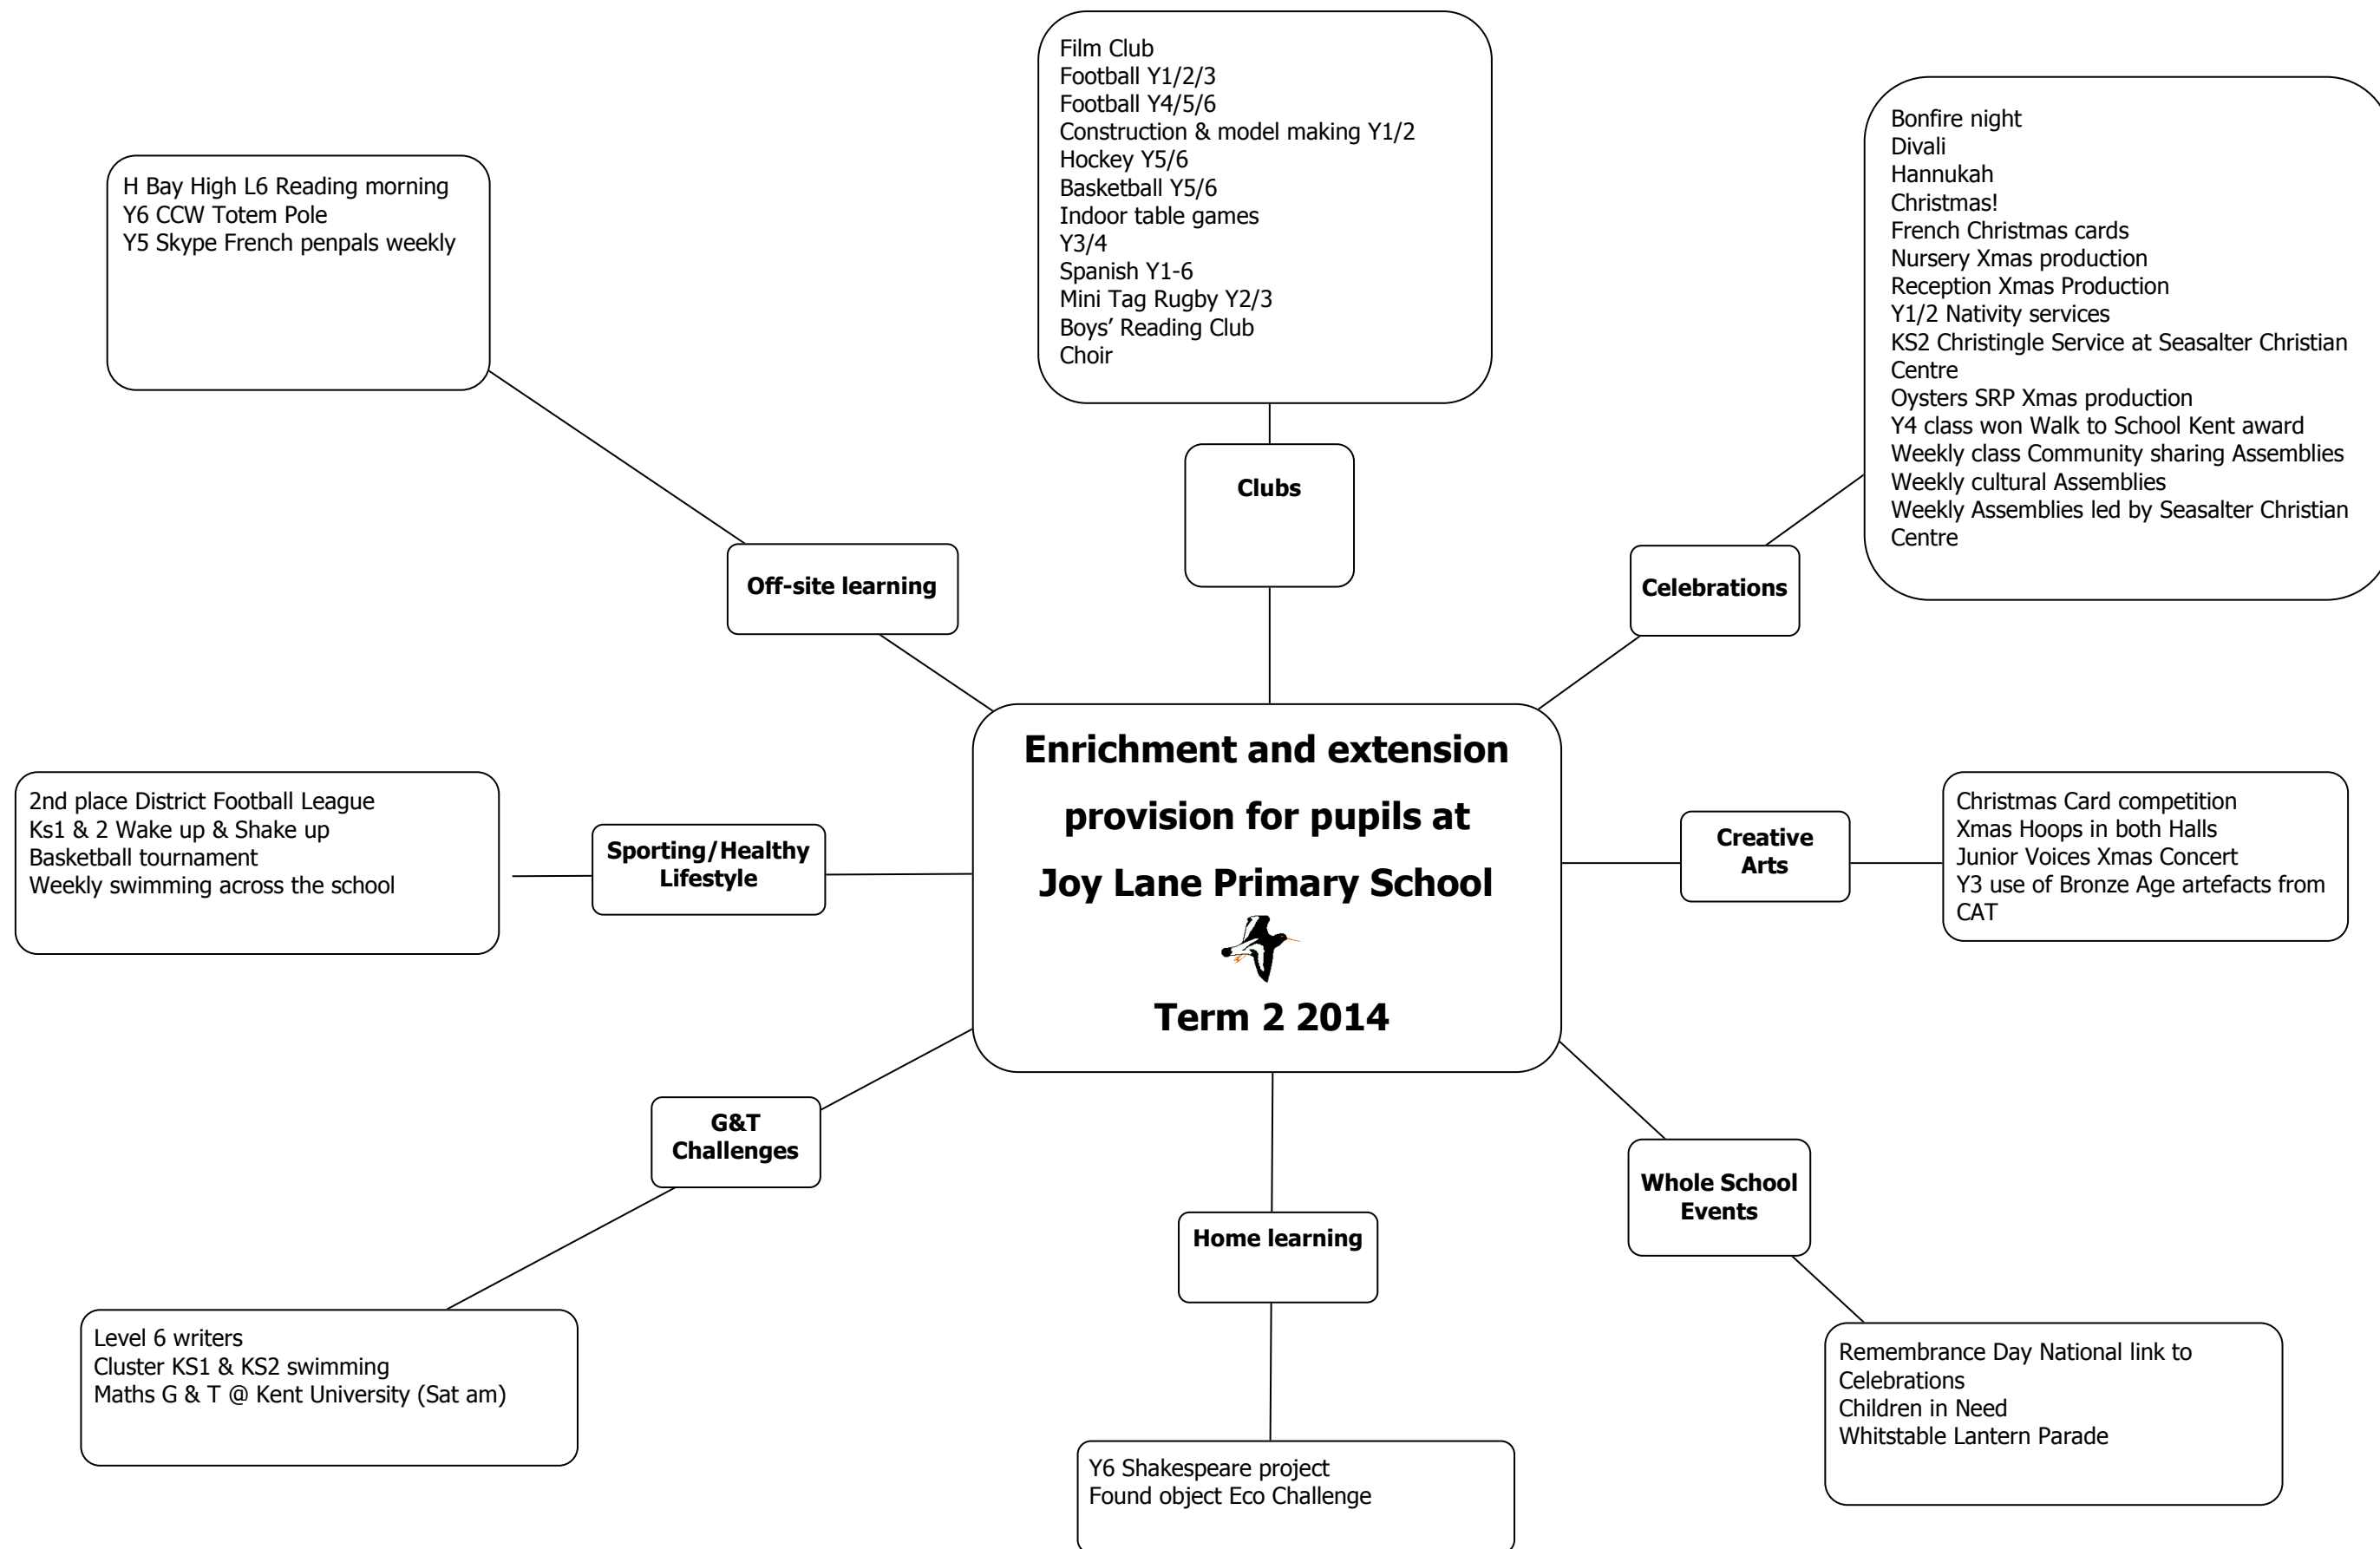 Film Club
Football Y1/2/3
Football Y4/5/6
Construction & model making Y1/2
Hockey Y5/6
Basketball Y5/6
Indoor table games
Y3/4
Spanish Y1-6
Mini Tag Rugby Y2/3
Boys’ Reading Club
Choir
Clubs
H Bay High L6 Reading morning
Y6 CCW Totem Pole
Y5 Skype French penpals weekly
Off-site learning
Bonfire night
Divali
Hannukah
Christmas!
French Christmas cards
Nursery Xmas production
Reception Xmas Production
Y1/2 Nativity services
KS2 Christingle Service at Seasalter Christian
Centre
Oysters SRP Xmas production
Y4 class won Walk to School Kent award
Weekly class Community sharing Assemblies
Weekly cultural Assemblies
Weekly Assemblies led by Seasalter Christian
Centre
Celebrations
Enrichment and extension
provision for pupils at
Joy Lane Primary School
Term 2 2014
2nd place District Football League
Ks1 & 2 Wake up & Shake up
Basketball tournament
Weekly swimming across the school
Sporting/Healthy
Lifestyle
Creative
Arts
Christmas Card competition
Xmas Hoops in both Halls
Junior Voices Xmas Concert
Y3 use of Bronze Age artefacts from
CAT
G&T
Challenges
Level 6 writers
Cluster KS1 & KS2 swimming
Maths G & T @ Kent University (Sat am)
Home learning
Y6 Shakespeare project
Found object Eco Challenge
Whole School
Events
Remembrance Day National link to
Celebrations
Children in Need
Whitstable Lantern Parade